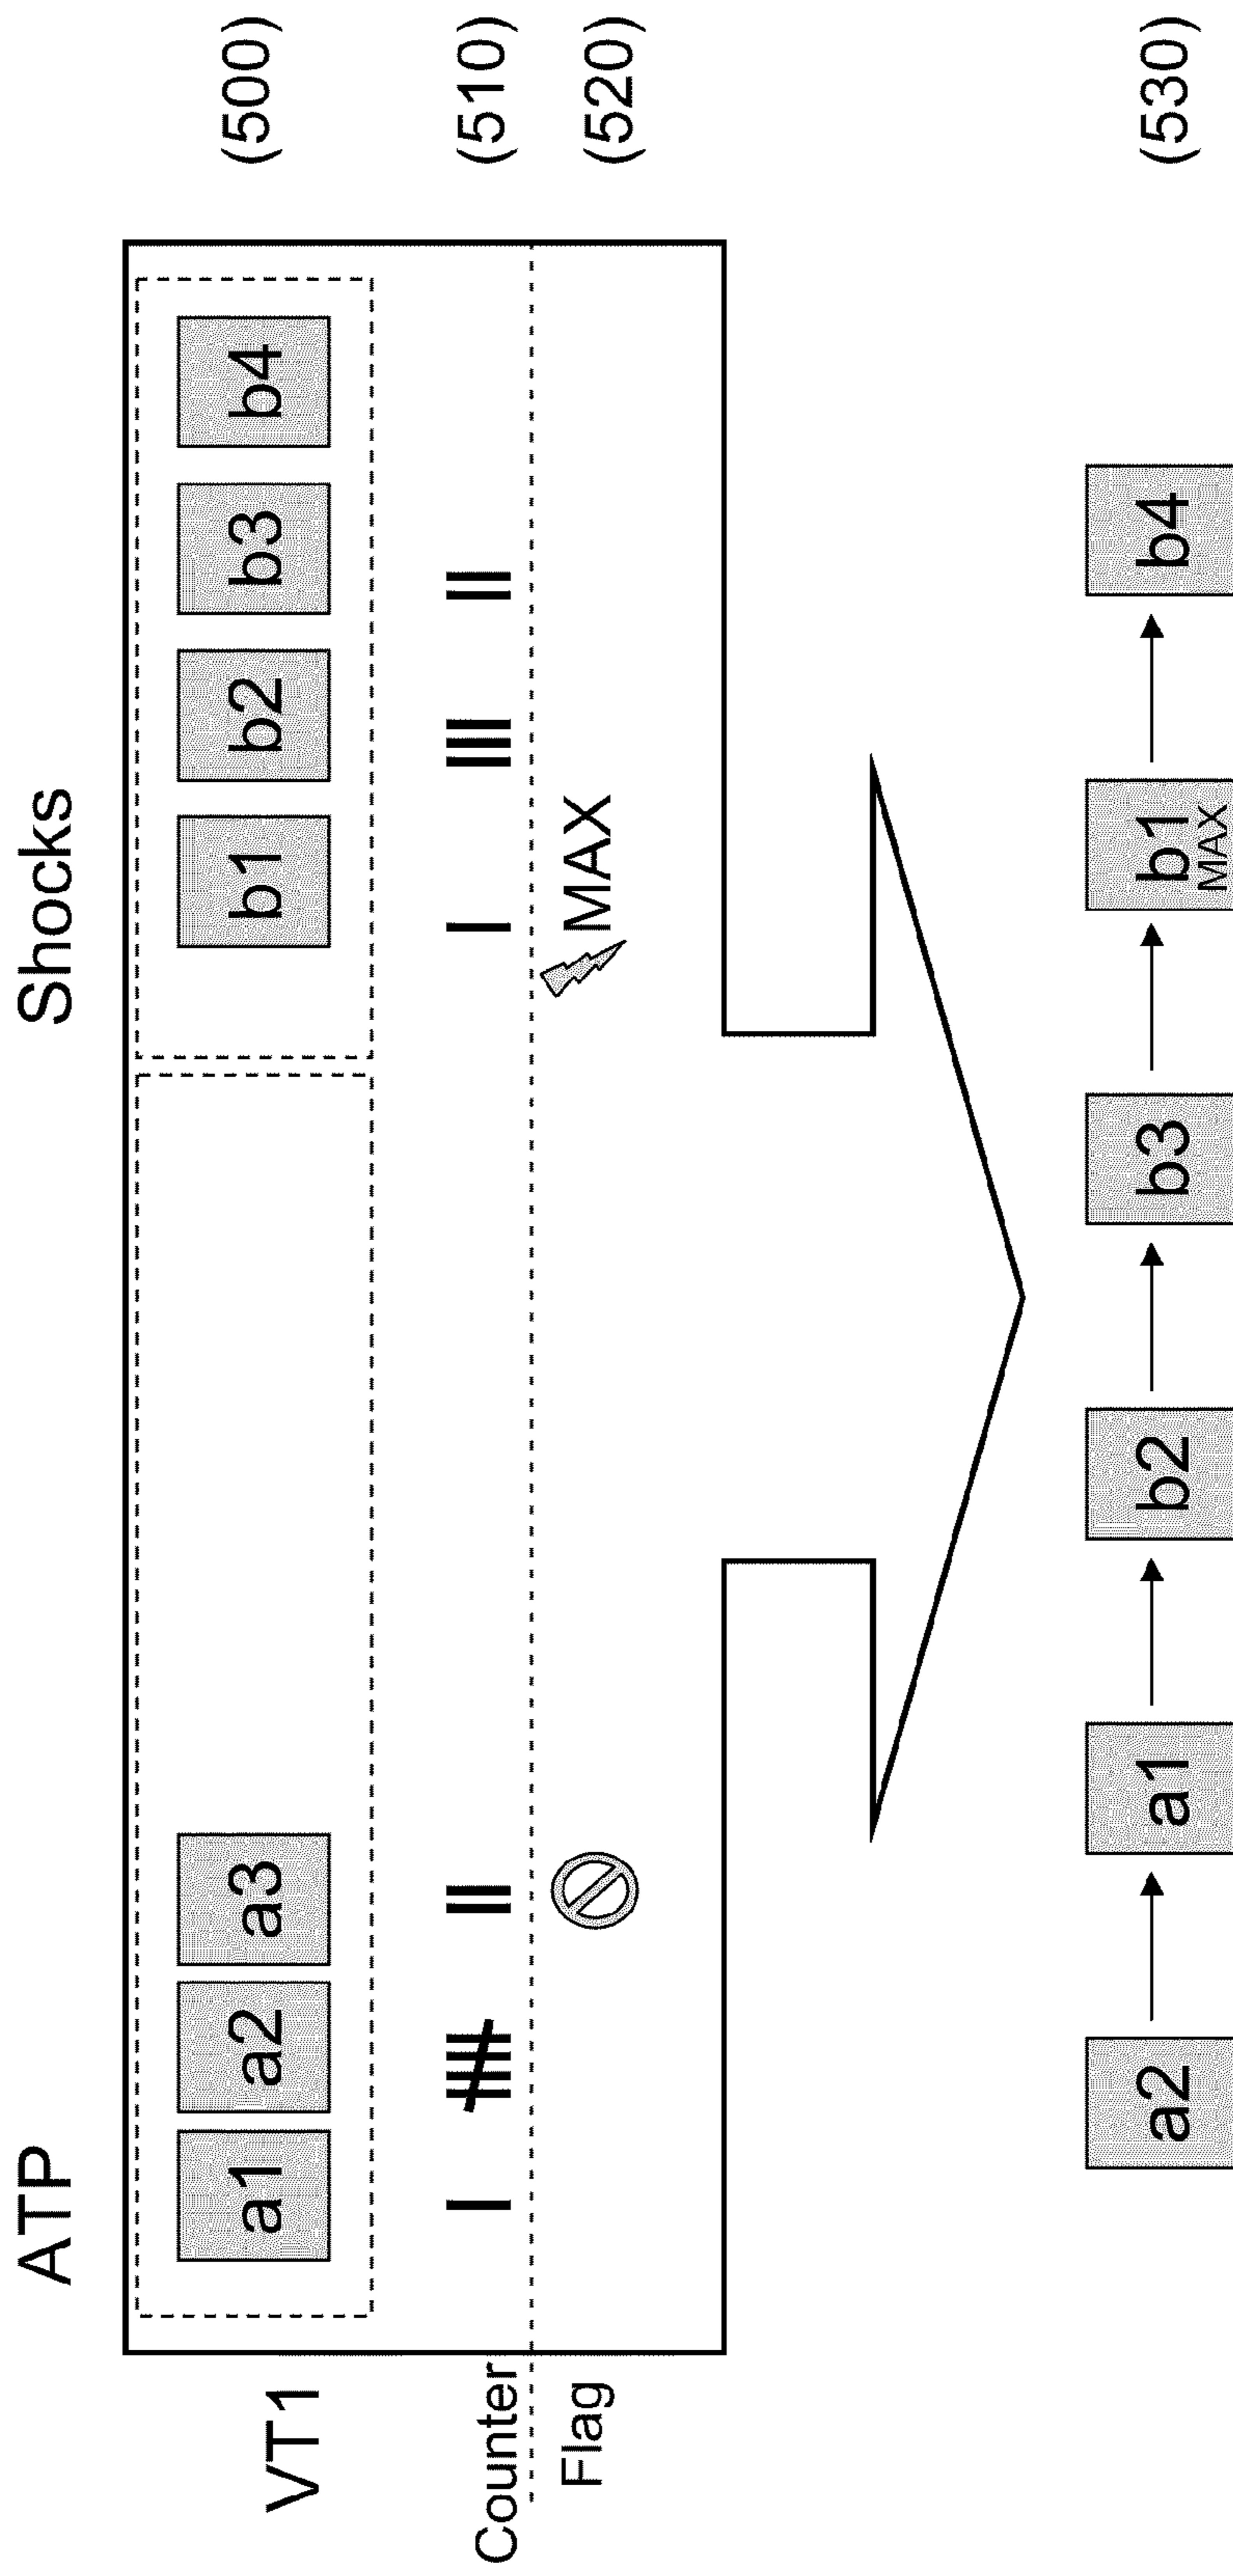 ATP Shocks
VT1 a1 a2 a3 b1 b2 b3 b4 (500)
Counter (510)
Flag MAX (520)
a2 a1 b2 b3 b1 b4 (530)
MAX